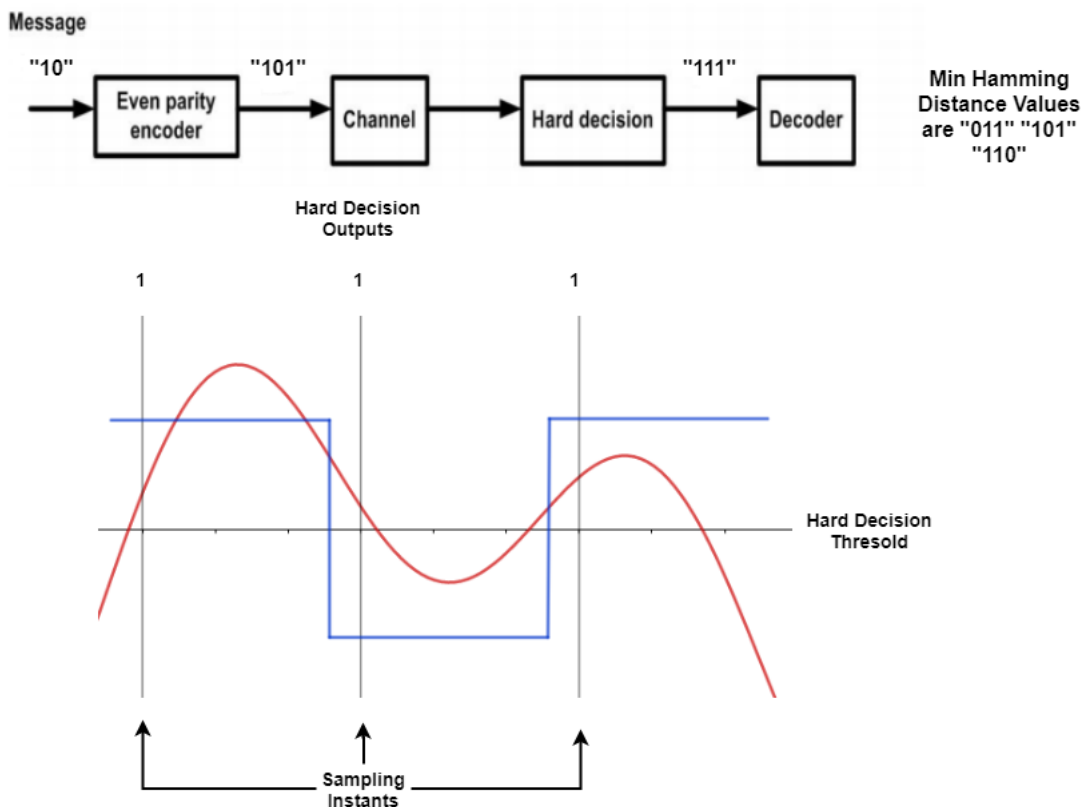 Message
"10"
Even parity
encoder
"101"
Channel
Hard decision
"111"
Decoder
Min Hamming
Distance Values
are "011" "101"
"110"
Hard Decision
Outputs
1
1
1
Hard Decision
Thresold
Sampling
Instants